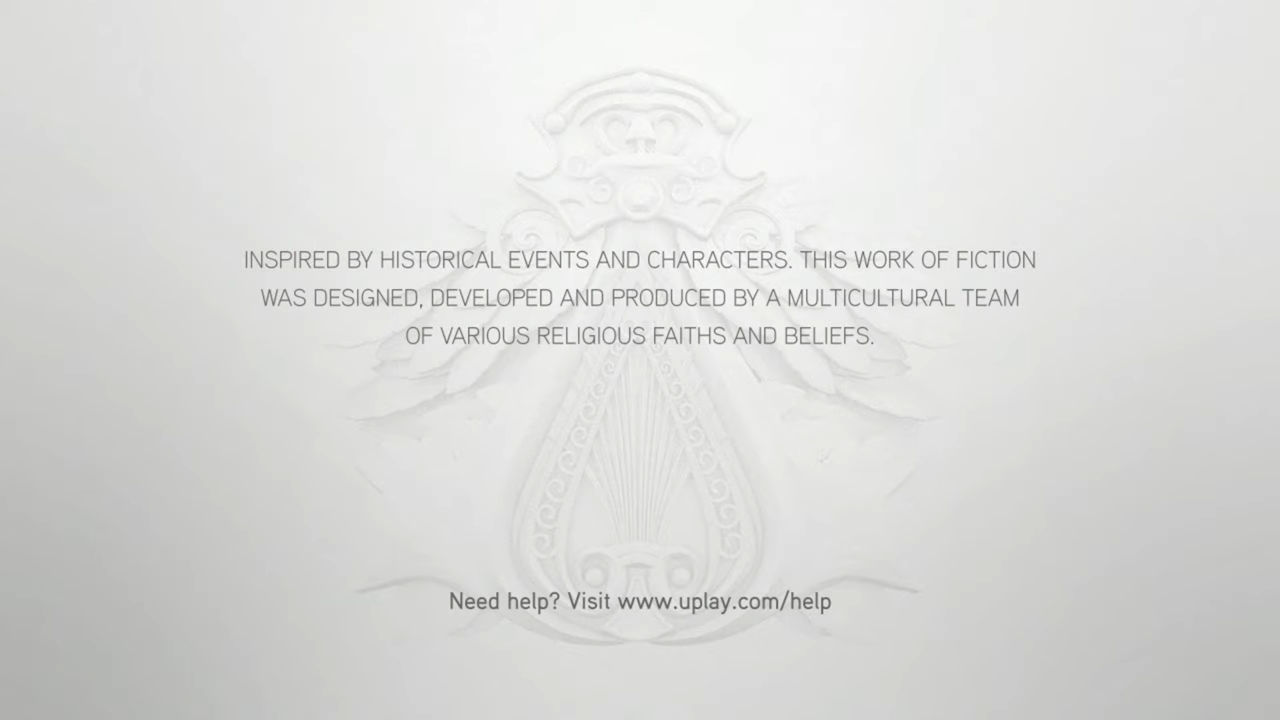 INSPIRED BY HISTORICAL EVENTS AND CHARACTERS. THIS WORK OF FICTION
WAS DESIGNED, DEVELOPED AND PRODUCED BY A MULTICULTURAL TEAM
OF VARIOUS RELIGIOUS FAITHS AND BELIEFS.
Need help? Visit www.uplay.com/help